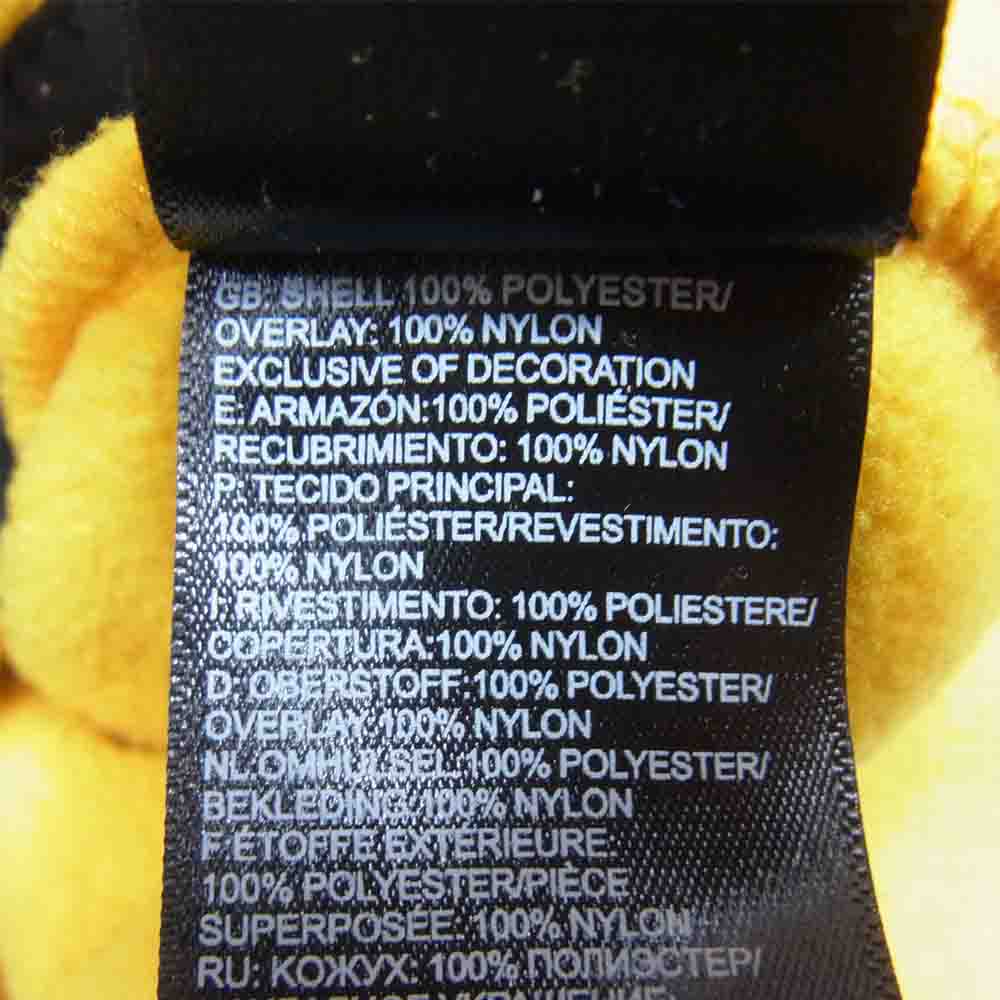 GB: SHELL 100% POLYESTER/
OVERLAY: 100% NYLON
EXCLUSIVE OF DECORATION
E: ARMAZÓN:100% POLIÉSTER/
RECUBRIMIENTO: 100% NYLON
P: TECIDO PRINCIPAL:
100% POLIÉSTER/REVESTIMENTO:
100% NYLON
I: RIVESTIMENTO: 100% POLIESTERE/
COPERTURA:100% NYLON
D: OBERSTOFF:100% POLYESTER/
OVERLAY:100% NYLON
NL:OMHULSEL:100% POLYESTER/
BEKLEDING:100% NYLON
F:ÉTOFFE EXTÉRIEURE:
100% POLYESTER/PIÈCE
SUPERPOSÉE: 100% NYLON
RU: КОЖУХ: 100% ПОЛИЭСТЕР/